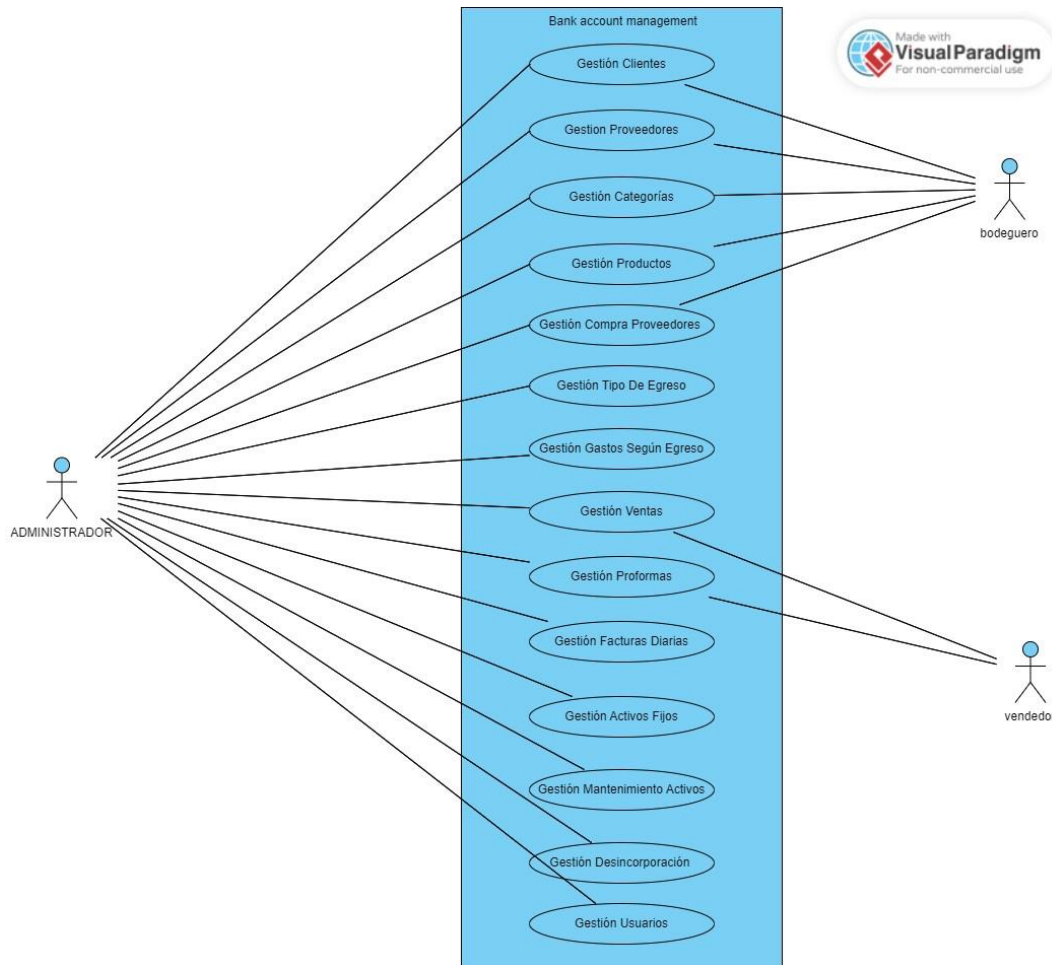 Bank account management
Made with
VisualParadigm
For non-commercial use
Gestión Clientes
Gestion Proveedores
Gestión Categorías
bodeguero
Gestión Productos
Gestión Compra Proveedores
Gestión Tipo De Egreso
Gestión Gastos Según Egreso
Gestión Ventas
ADMINISTRADOR
Gestión Proformas
Gestión Facturas Diarias
Gestión Activos Fijos
vendedo
Gestión Mantenimiento Activos
Gestión Desincorporación
Gestión Usuarios